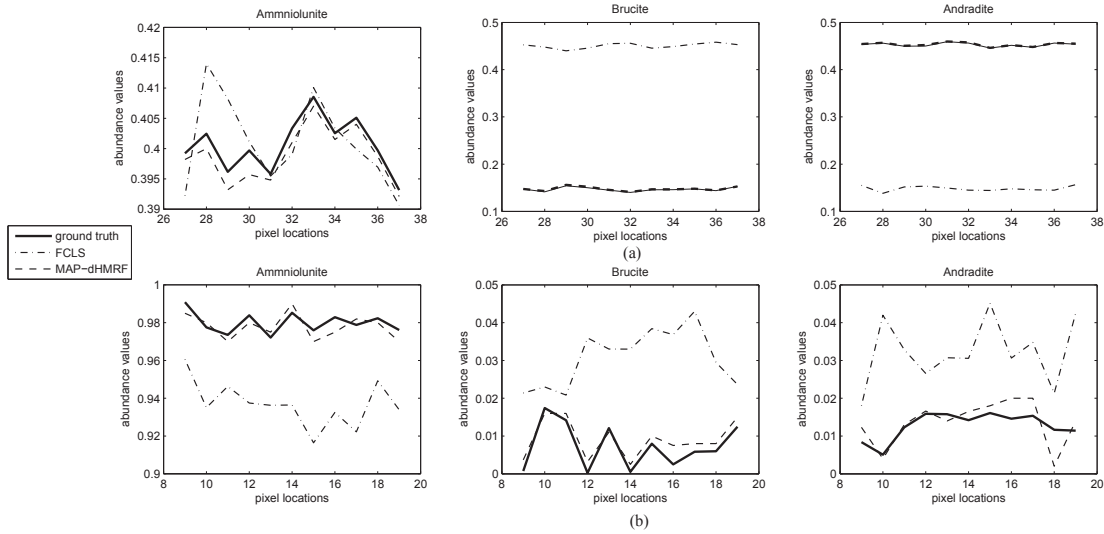 Ammniolunite
Brucite
Andradite
abundance values
0.42
0.415
0.41
0.405
0.4
0.395
0.39
26 28 30 32 34 36 38
pixel locations
abundance values
0.5
0.4
0.3
0.2
0.1
26 28 30 32 34 36 38
pixel locations
abundance values
0.5
0.4
0.3
0.2
0.1
26 28 30 32 34 36 38
pixel locations
(a)
ground truth
FCLS
MAP-dHMRF
Ammniolunite
Brucite
Andradite
abundance values
1
0.98
0.96
0.94
0.92
0.9
8 10 12 14 16 18 20
pixel locations
abundance values
0.05
0.04
0.03
0.02
0.01
0
8 10 12 14 16 18 20
pixel locations
abundance values
0.05
0.04
0.03
0.02
0.01
0
8 10 12 14 16 18 20
pixel locations
(b)